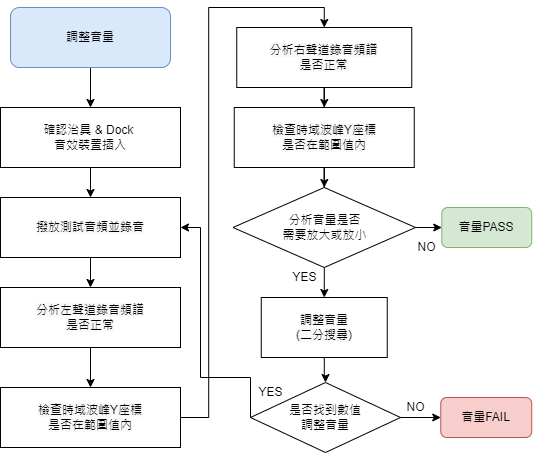 調整音量
確認治具 & Dock
音效裝置插入
撥放測試音頻並錄音
分析左聲道錄音頻譜
是否正常
檢查時域波峰Y座標
是否在範圍值內
分析右聲道錄音頻譜
是否正常
檢查時域波峰Y座標
是否在範圍值內
分析音量是否
需要放大或放小
NO
音量PASS
YES
調整音量
(二分搜尋)
YES
是否找到數值
調整音量
NO
音量FAIL